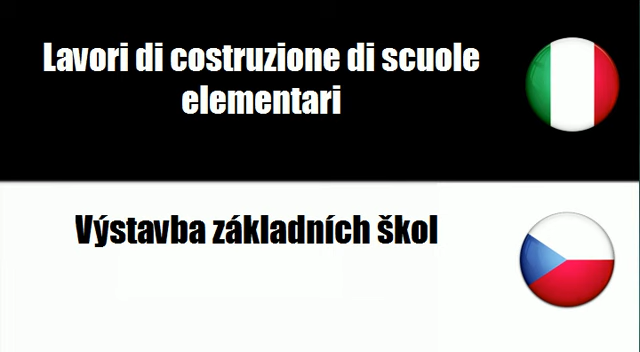 Lavori di costruzione di scuole
elementari
Výstavba základních škol